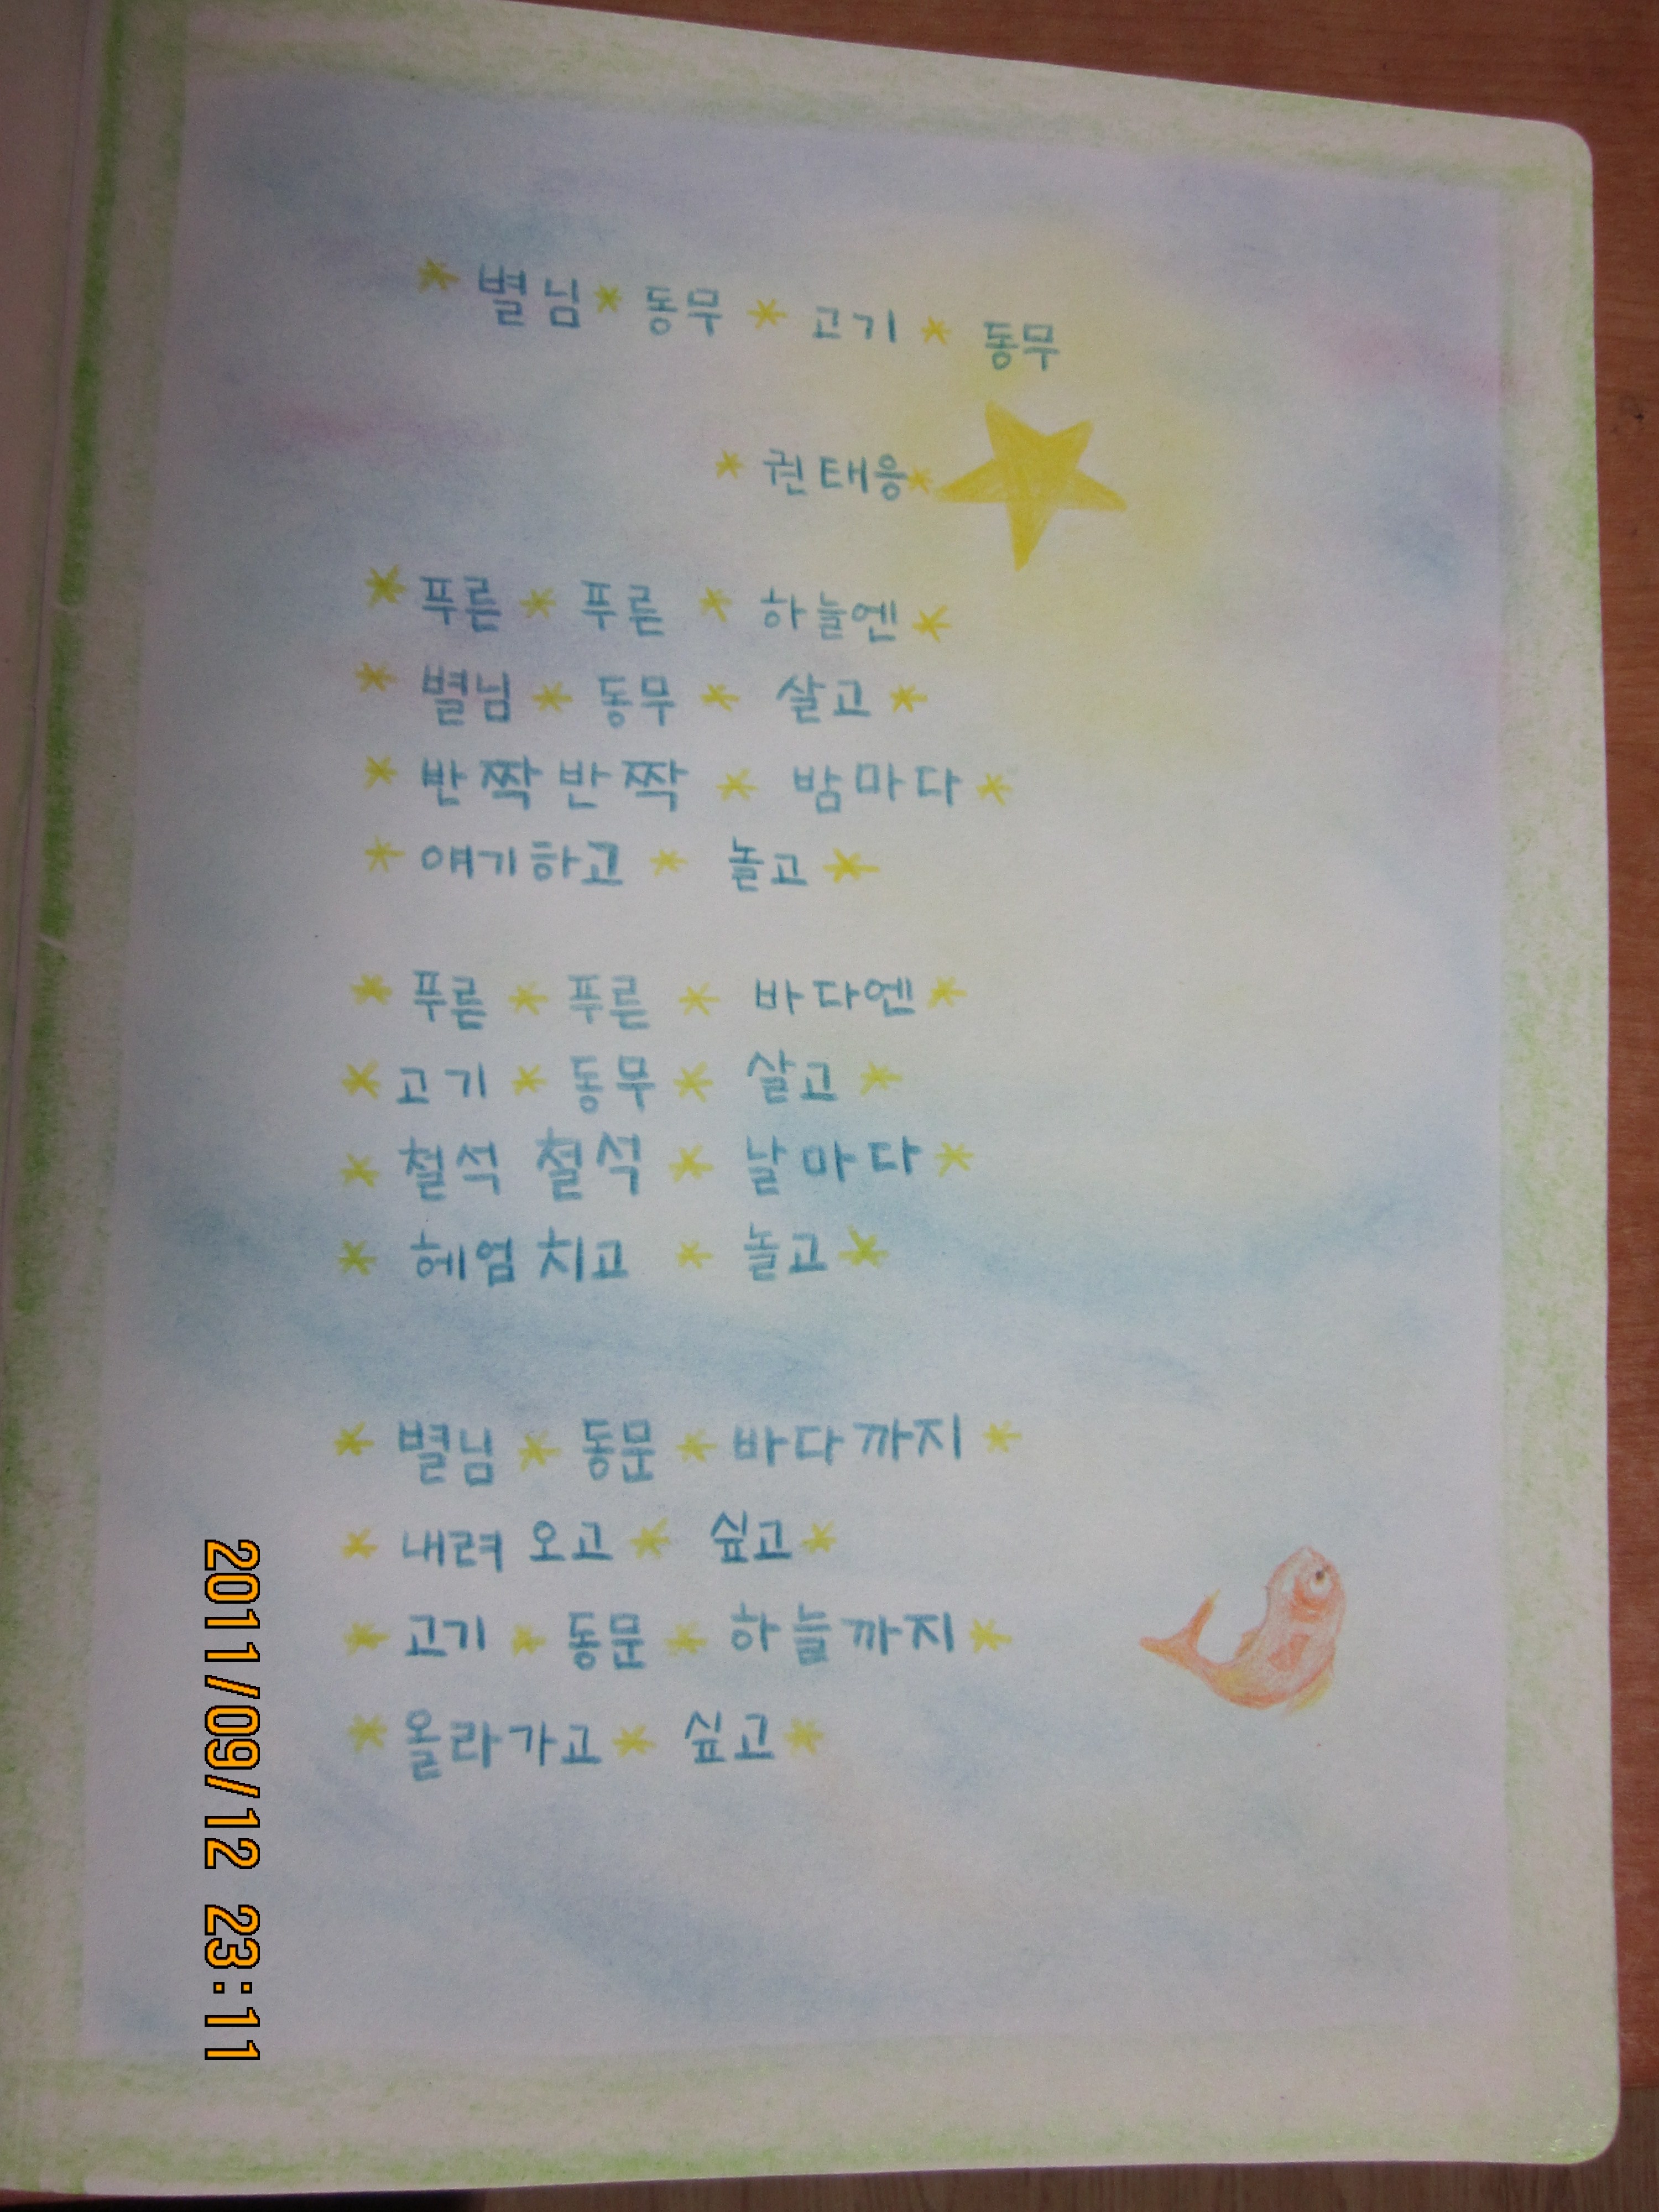 * 별님 * 동무 * 고기 * 동무
* 권태응 *
* 푸른 * 푸른 * 하늘엔 *
* 별님 * 동무 * 살고 *
* 반짝반짝 * 밤마다 *
* 얘기하고 * 놀고 *
* 푸른 * 푸른 * 바다엔 *
* 고기 * 동무 * 살고 *
* 철석 철석 * 날마다 *
* 헤엄치고 * 놀고 *
* 별님 * 동문 * 바다까지 *
* 내려 오고 * 싶고 *
* 고기 * 동문 * 하늘까지 *
* 올라가고 * 싶고 *
2011/09/12 23:11